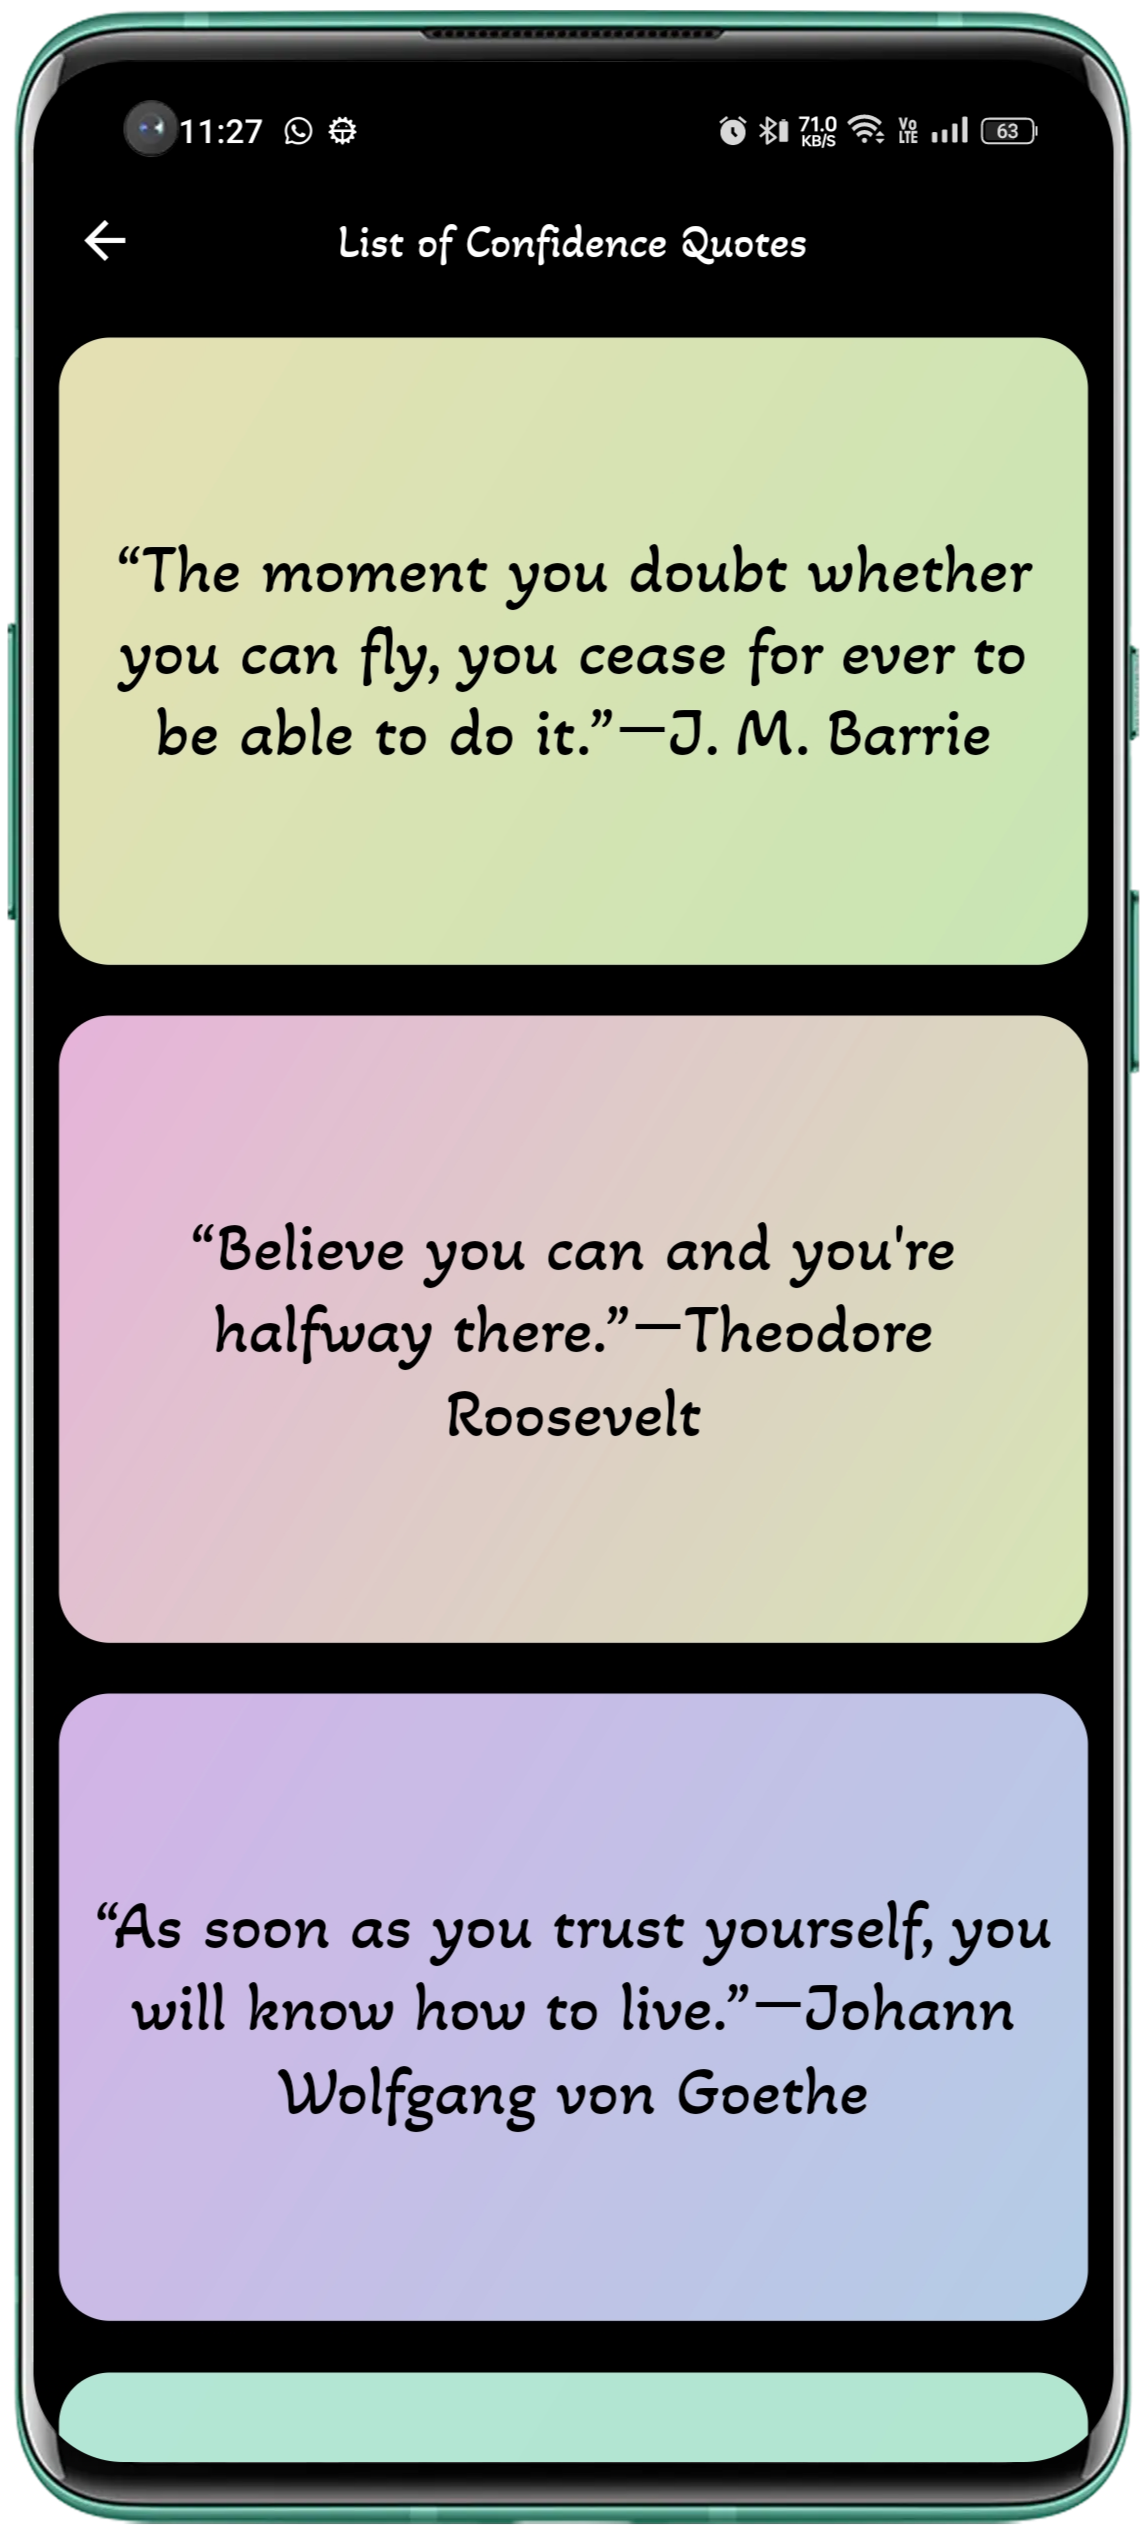 11:27
71.0
KB/S
Vo
LTE
63
List of Confidence Quotes
“The moment you doubt whether
you can fly, you cease for ever to
be able to do it.”—J. M. Barrie
“Believe you can and you're
halfway there.”—Theodore
Roosevelt
“As soon as you trust yourself, you
will know how to live.”—Johann
Wolfgang von Goethe